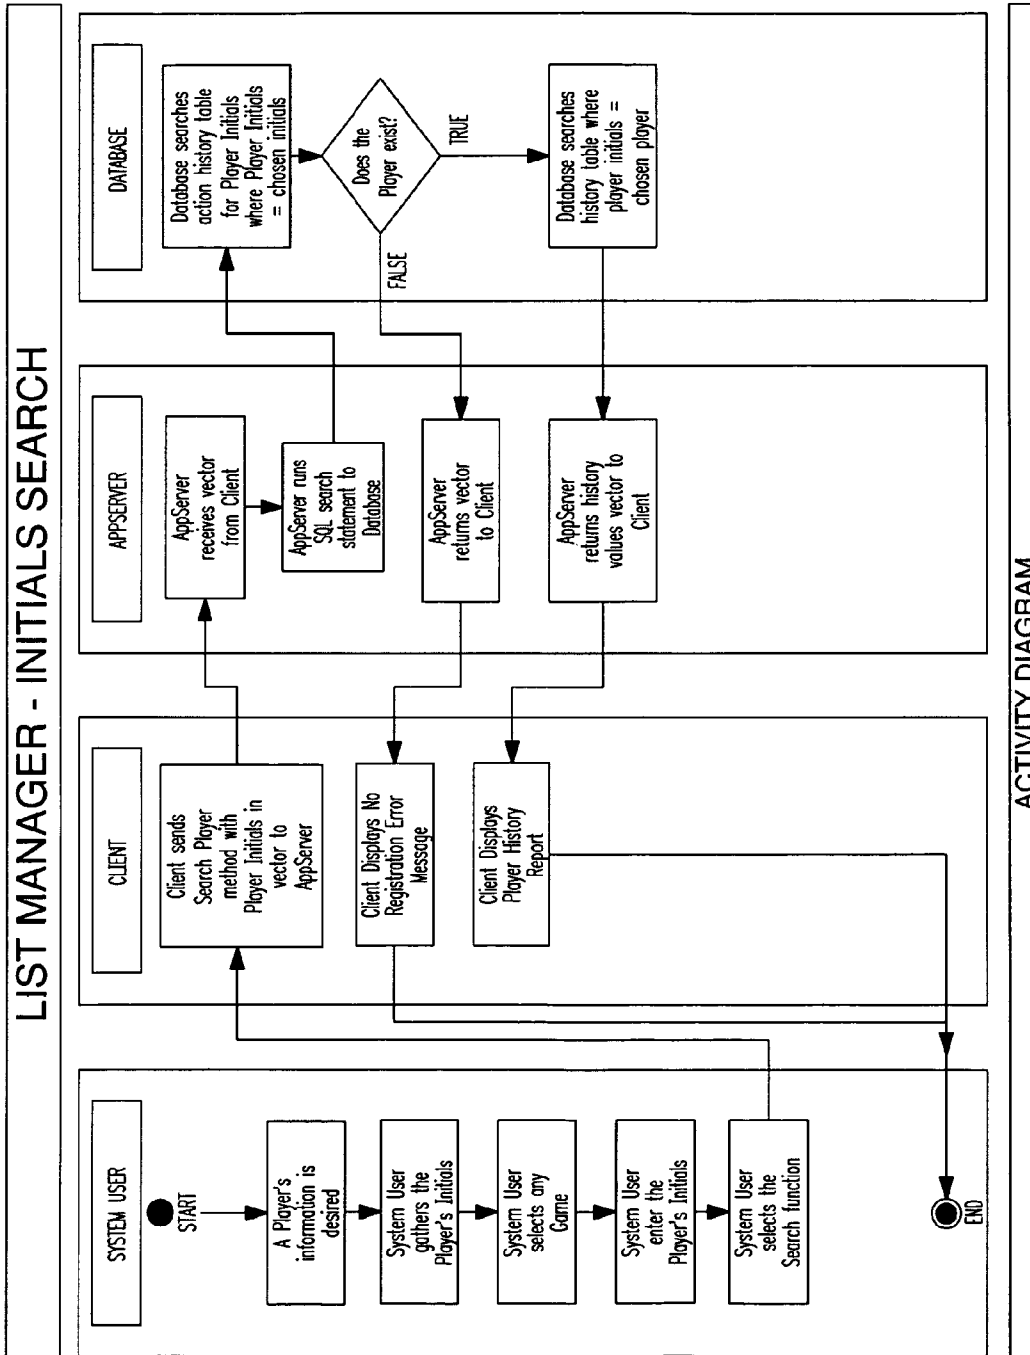 LIST MANAGER - INITIALS SEARCH
SYSTEM USER
START
A Player's
information is
desired
System User
gathers the
Player's Initials
System User
selects any
Game
System User
enter the
Player's Initials
System User
selects the
Search function
END
CLIENT
Client sends
Search Player
method with
Player Initials in
vector to
AppServer
Client Displays No
Registration Error
Message
Client Displays
Player History
Report
APPSERVER
AppServer
receives vector
from Client
AppServer runs
SQL search
statement to
Database
AppServer
returns vector
to Client
AppServer
returns history
values vector to
Client
DATABASE
Database searches
action history table
for Player Initials
where Player Initials
= chosen initials
Does the
Player exist?
FALSE
TRUE
Database searches
history table where
player initials =
chosen player
ACTIVITY DIAGRAM